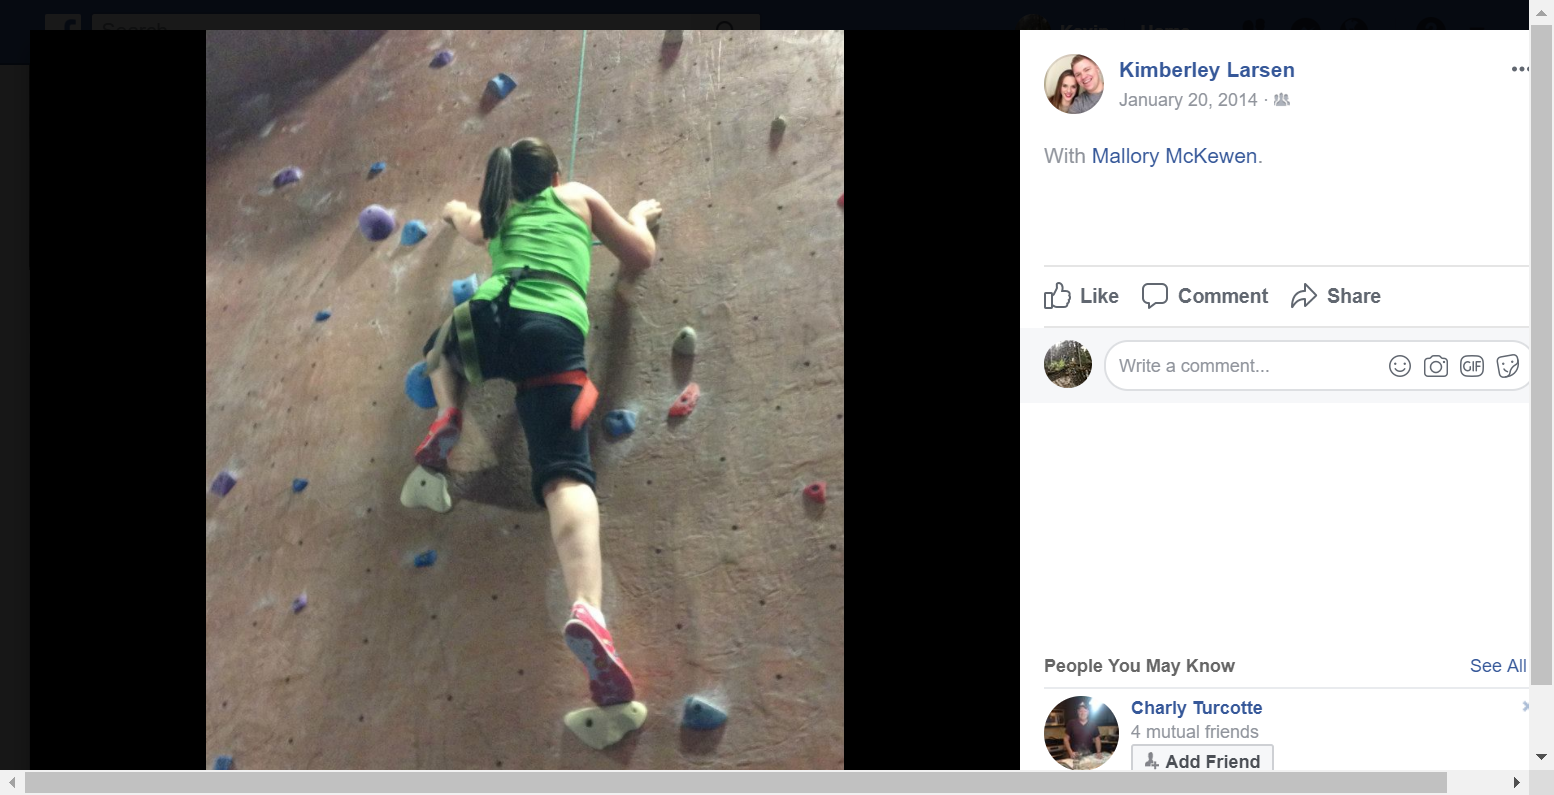 Search
Kimberley Larsen
January 20, 2014 ·
With Mallory McKewen.
Like Comment Share
Write a comment...
GIF
People You May Know
See All
Charly Turcotte
4 mutual friends
Add Friend